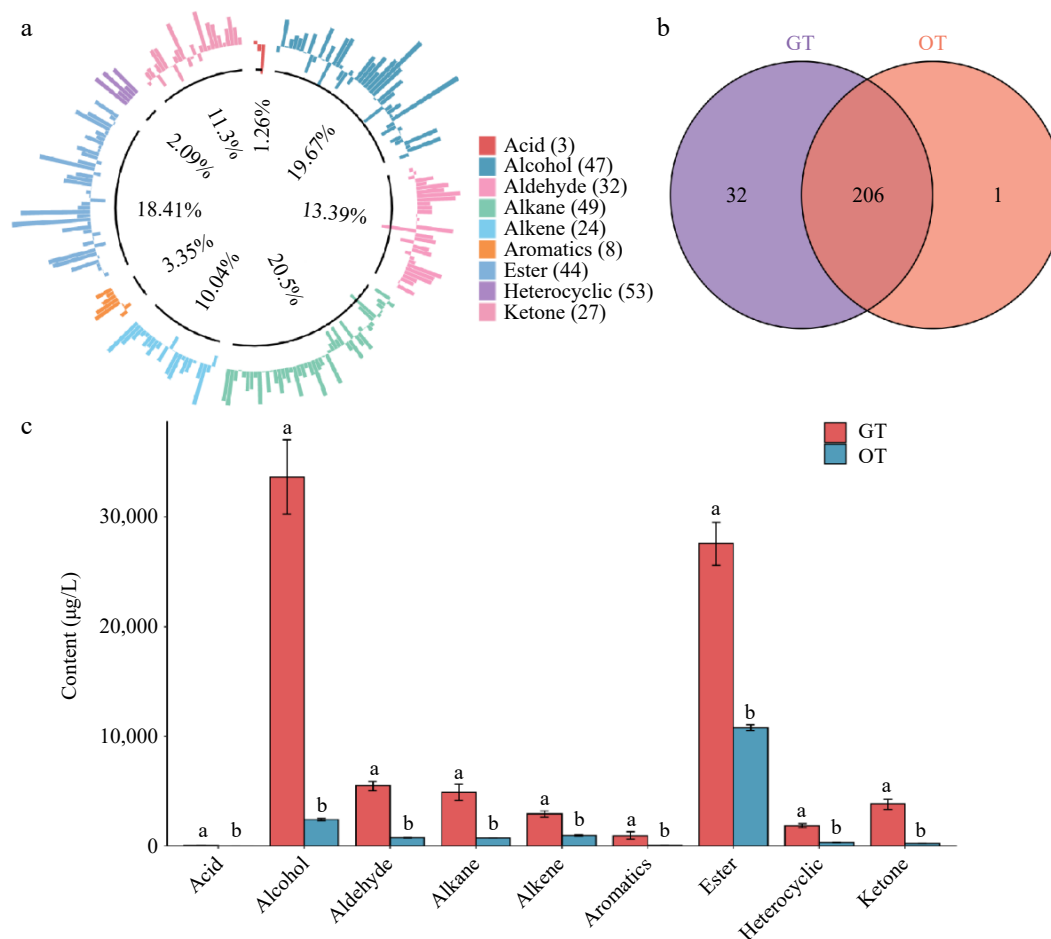 a
1.26%
19.67%
13.39%
20.5%
10.04%
3.35%
18.41%
2.09%
11.3%
Acid (3)
Alcohol (47)
Aldehyde (32)
Alkane (49)
Alkene (24)
Aromatics (8)
Ester (44)
Heterocyclic (53)
Ketone (27)
b
GT OT
32 206 1
c
GT
OT
Content (μg/L)
30,000
20,000
10,000
0
a b
a b
a b
a b
a b
a b
a b
a b
a b
Acid Alcohol Aldehyde Alkane Alkene Aromatics Ester Heterocyclic Ketone